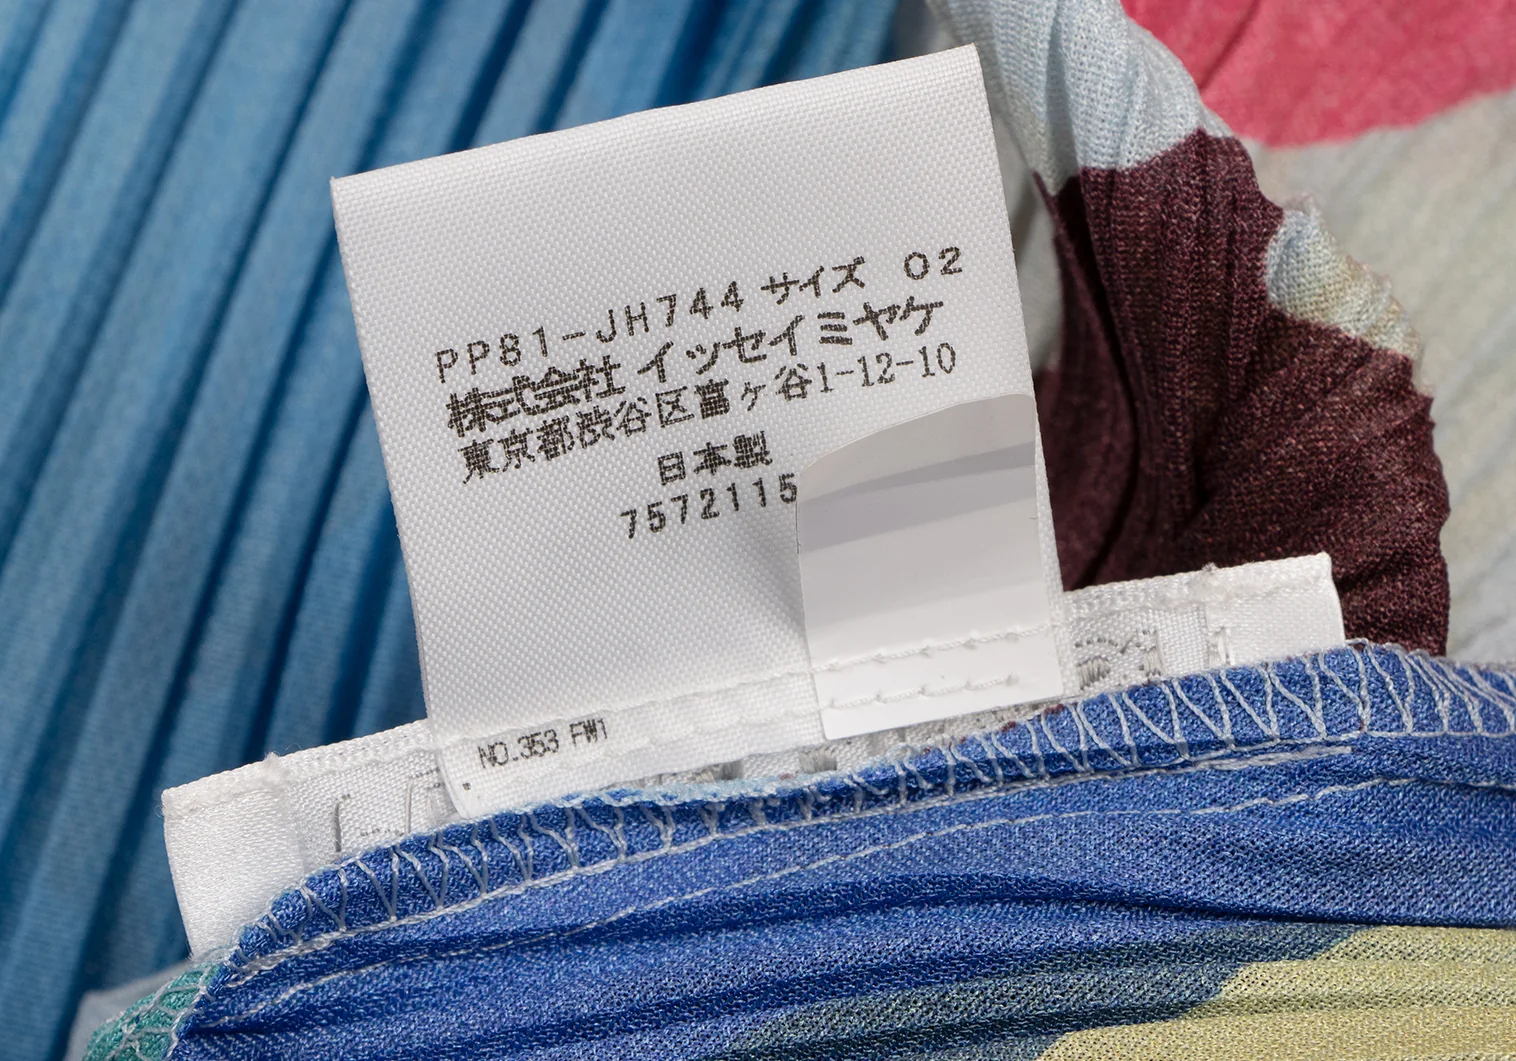 PP81-JH744 サイズ 02
株式会社 イッセイミヤケ
東京都渋谷区富ヶ谷1-12-10
日本製
7572115
NO.353 FW1